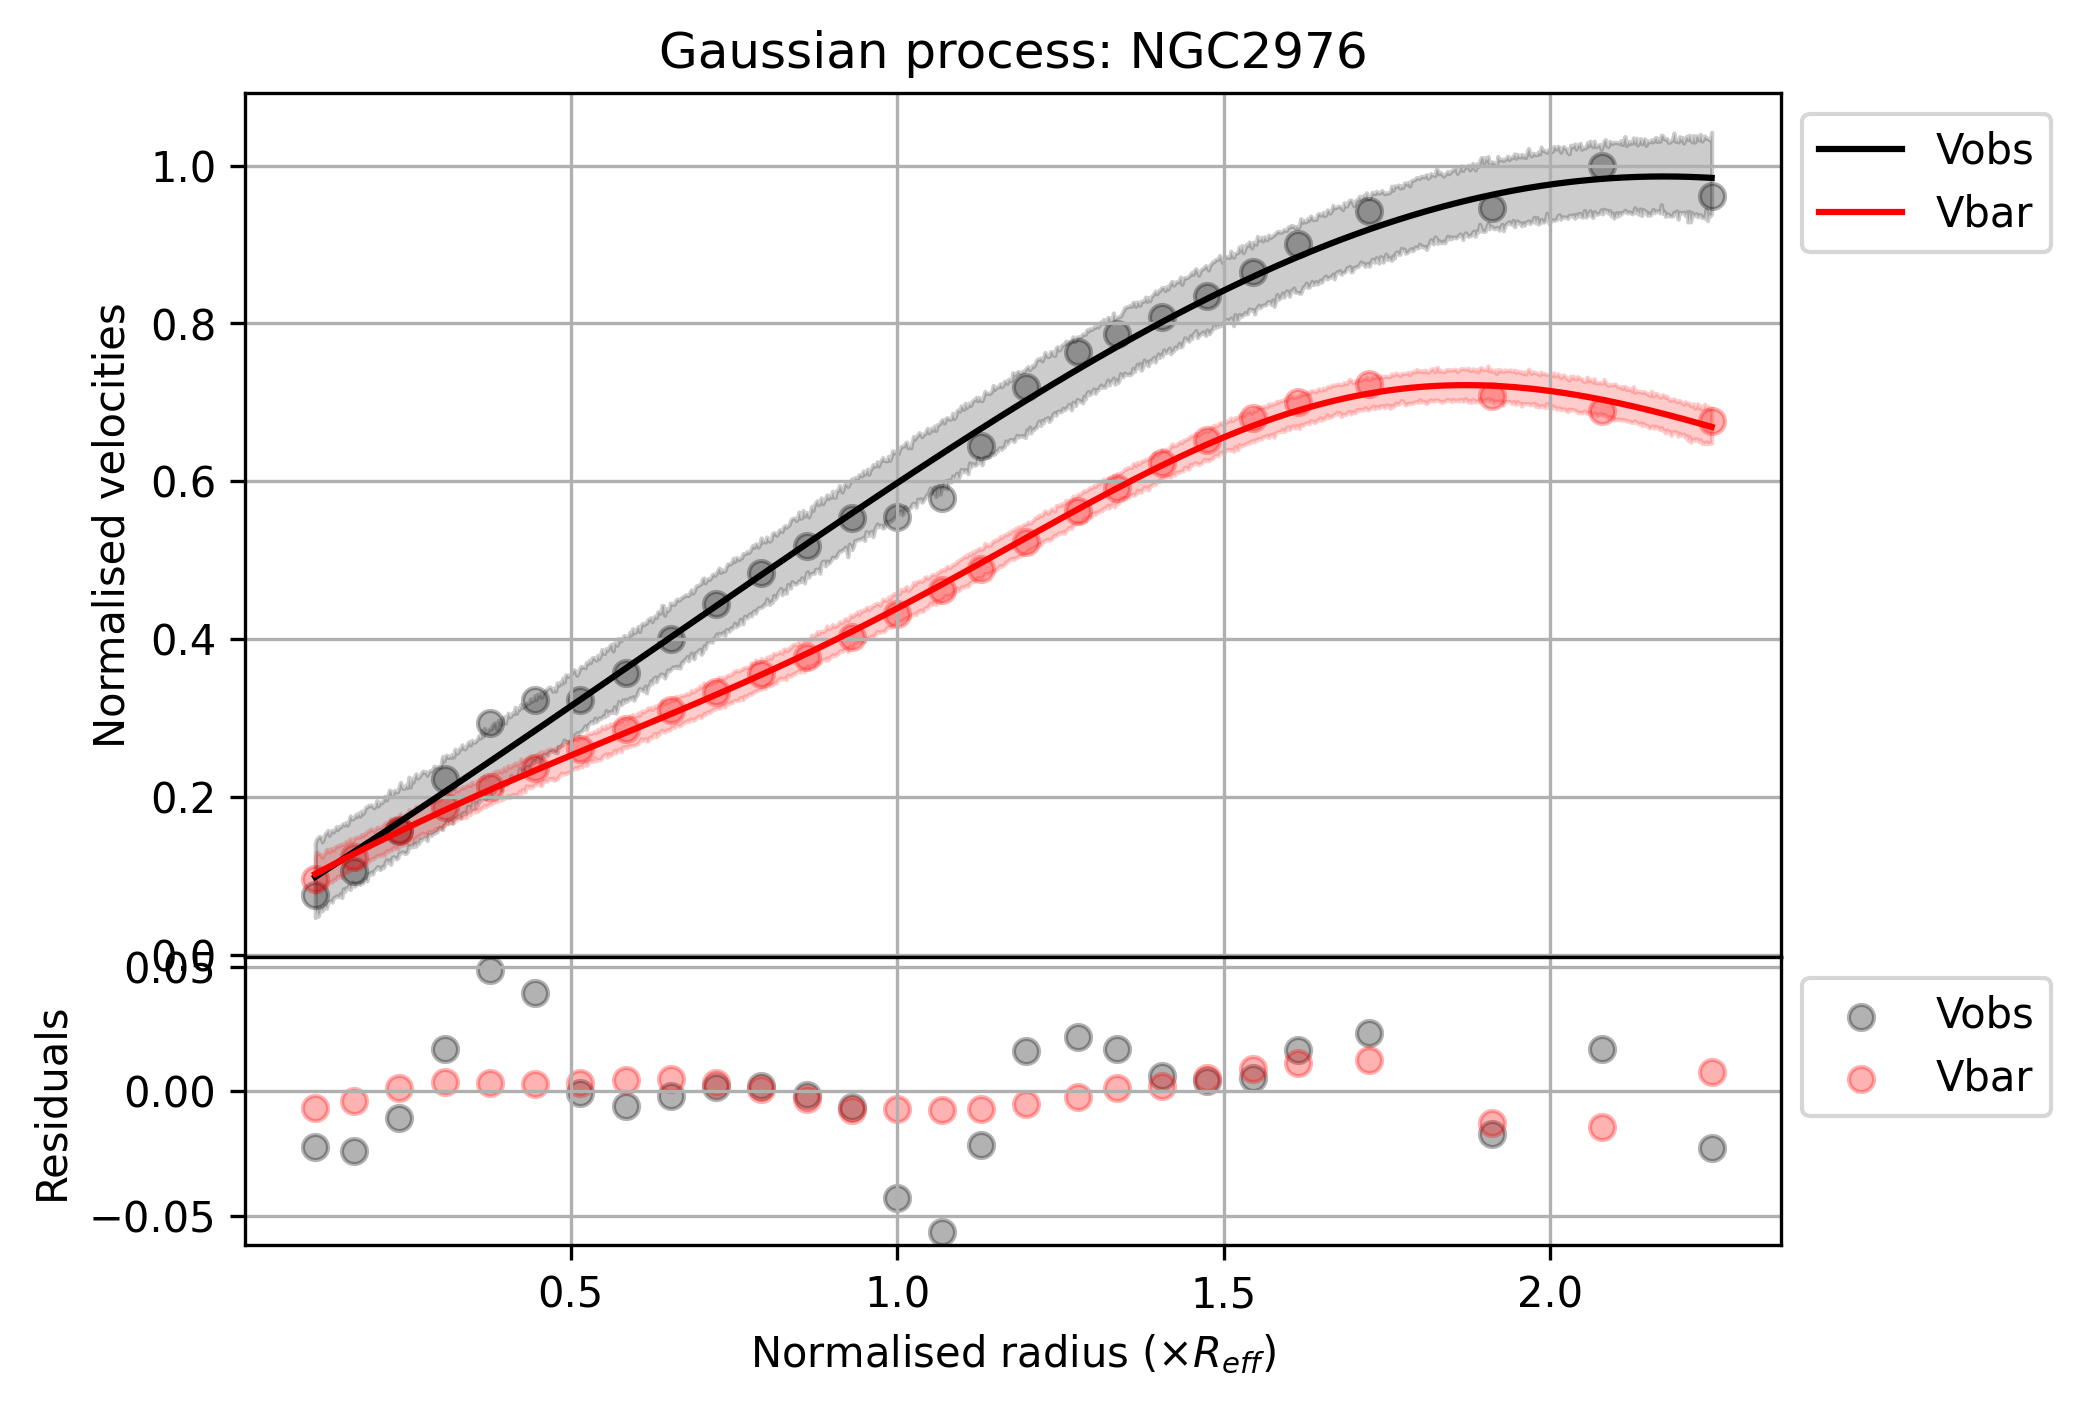 Gaussian process: NGC2976
Normalised velocities
1.0
0.8
0.6
0.4
0.2
0.0
Vobs
Vbar
Residuals
0.05
0.00
−0.05
Vobs
Vbar
0.5 1.0 1.5 2.0
Normalised radius (×R_eff)